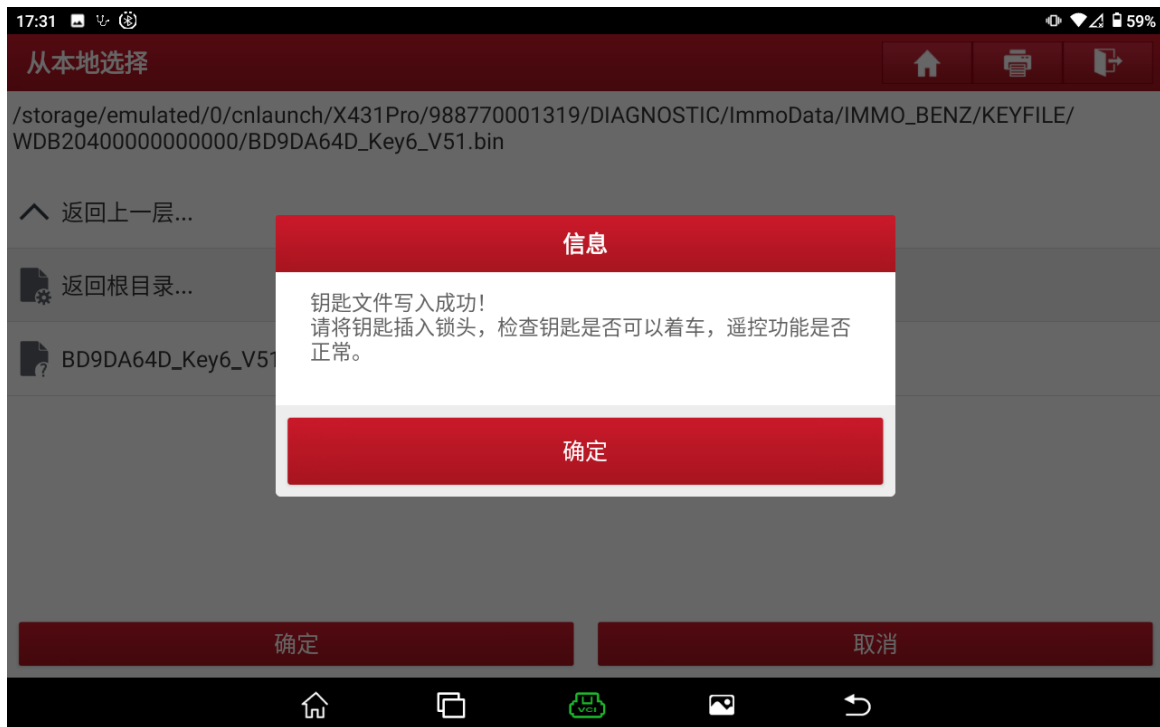 17:31
59%
从本地选择
/storage/emulated/0/cnlaunch/X431Pro/988770001319/DIAGNOSTIC/ImmoData/IMMO_BENZ/KEYFILE/
WDB20400000000000/BD9DA64D_Key6_V51.bin
返回上一层...
信息
返回根目录...
钥匙文件写入成功!
请将钥匙插入锁头，检查钥匙是否可以着车，遥控功能是否
正常。
BD9DA64D_Key6_V51
确定
确定
取消
VCI